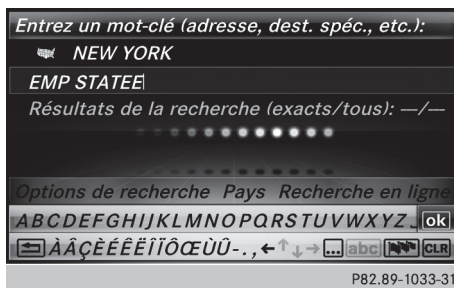 Entrez un mot-clé (adresse, dest. spéc., etc.):
NEW YORK
EMP STATEE
Résultats de la recherche (exacts/tous): ---/---
Options de recherche Pays Recherche en ligne
ABCDEFGHIJKLMNOPQRSTUVWXYZ_ ok
ÀÂÇÈÉÊËÎÏÔŒÙÛ-.,←↑↓→... abc CLR
P82.89-1033-31